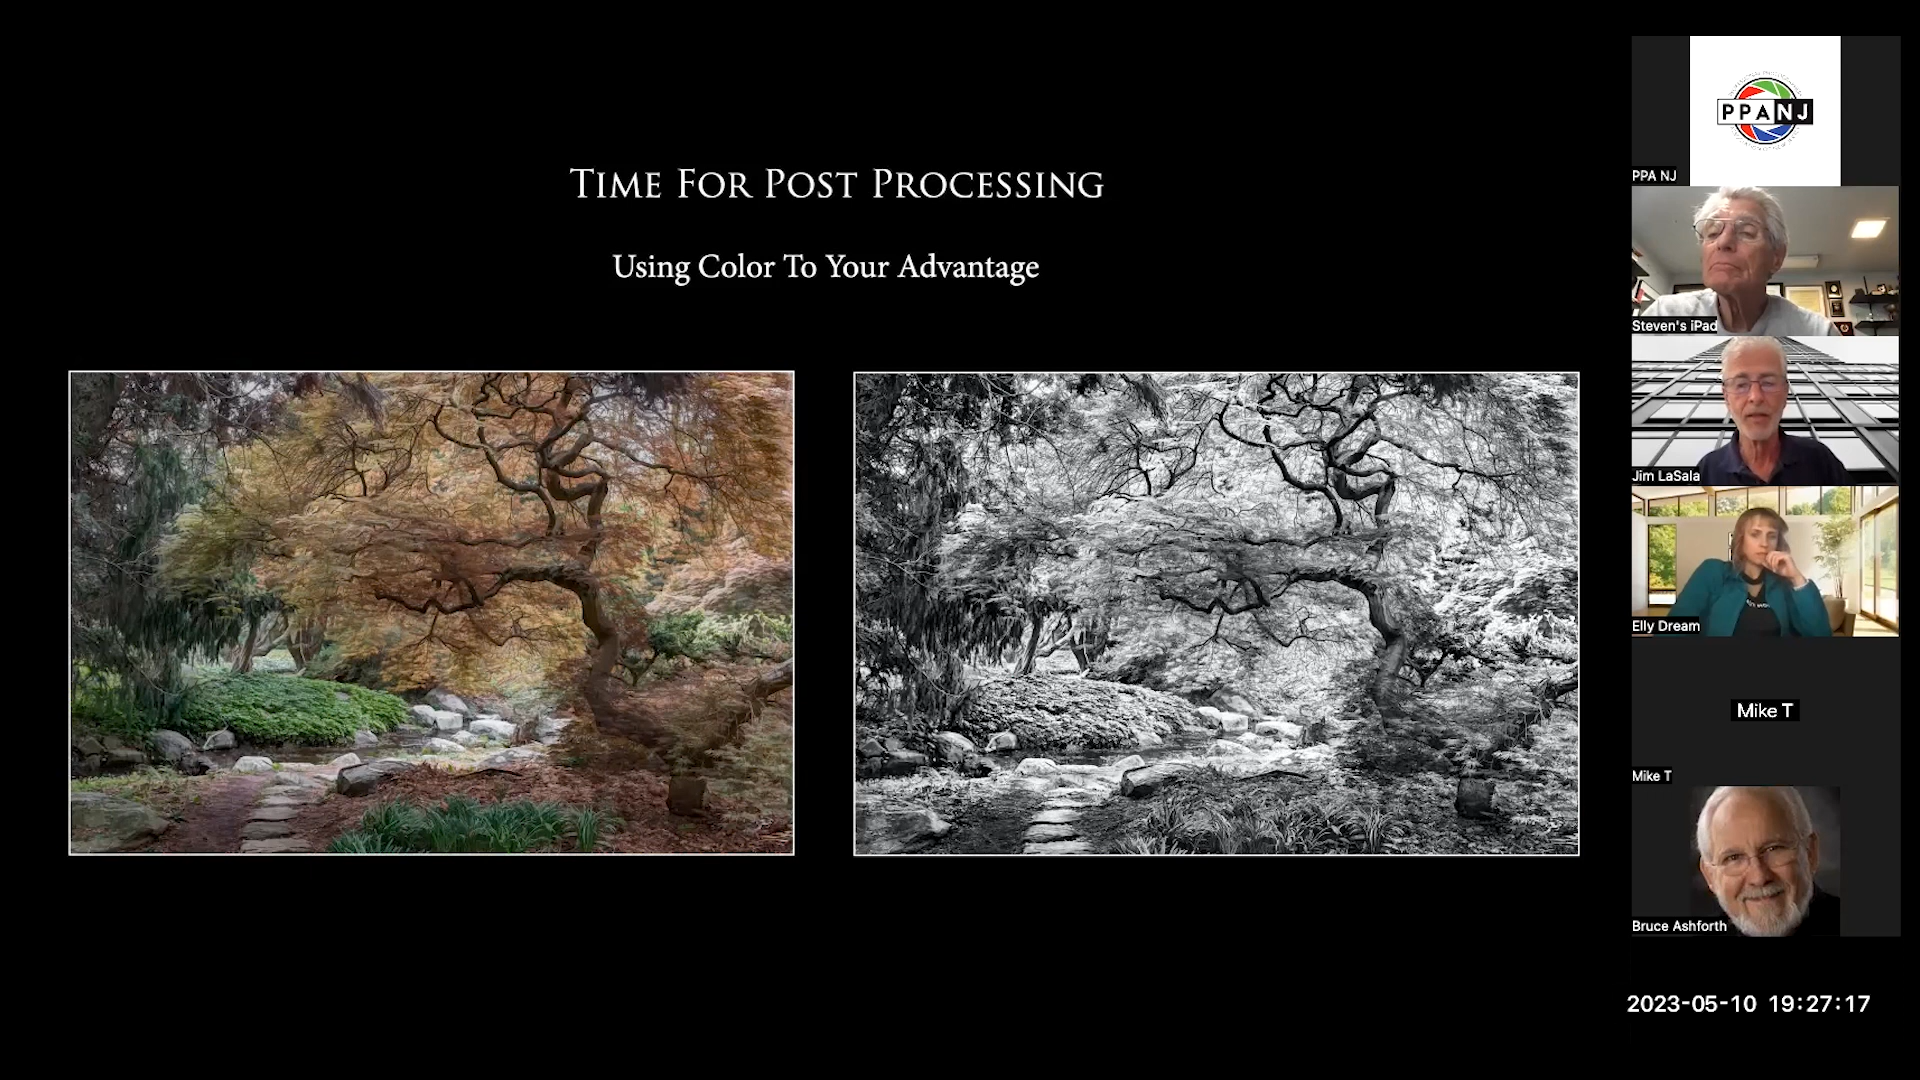 TIME FOR POST PROCESSING
Using Color To Your Advantage
PPANJ
PPA NJ
Steven's iPad
Jim LaSala
Elly Dream
Mike T
Mike T
Bruce Ashforth
2023-05-10 19:27:17